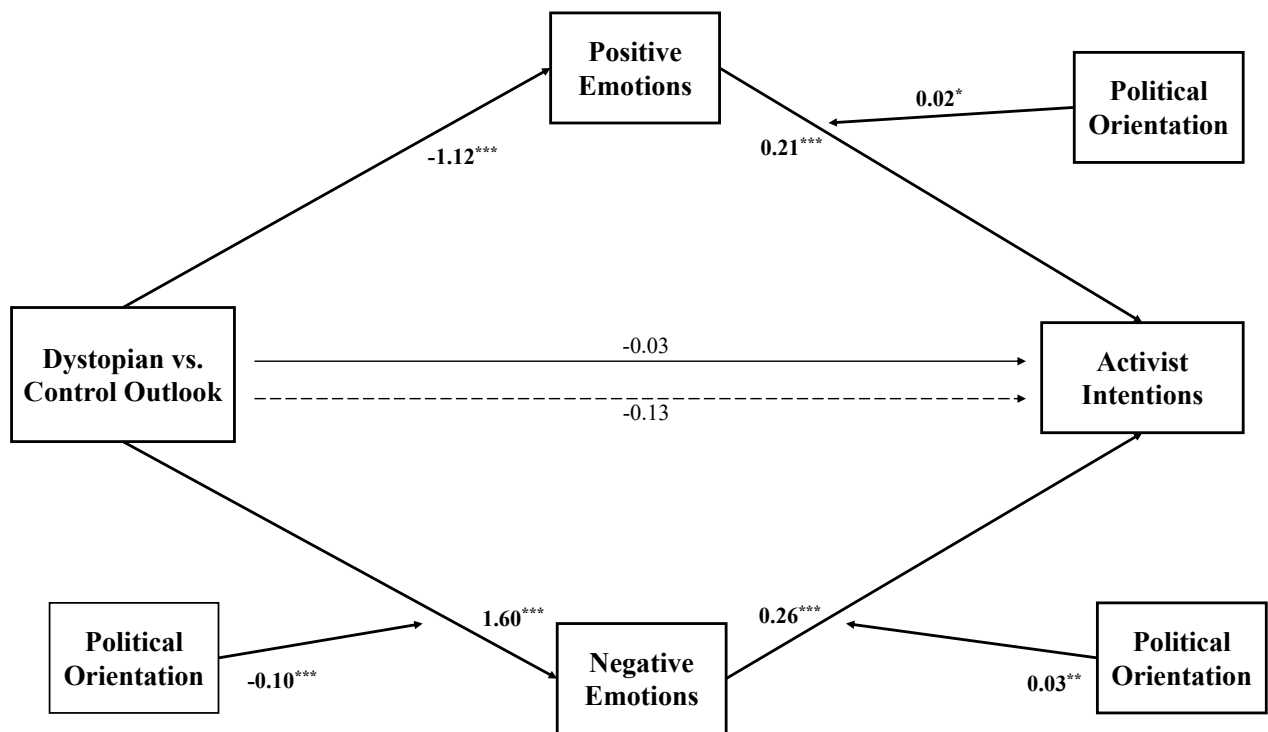 Positive
Emotions
0.02*
Political
Orientation
-1.12***
0.21***
Dystopian vs.
Control Outlook
-0.03
-0.13
Activist
Intentions
Political
Orientation
-0.10***
1.60***
Negative
Emotions
0.26***
Political
Orientation
0.03**